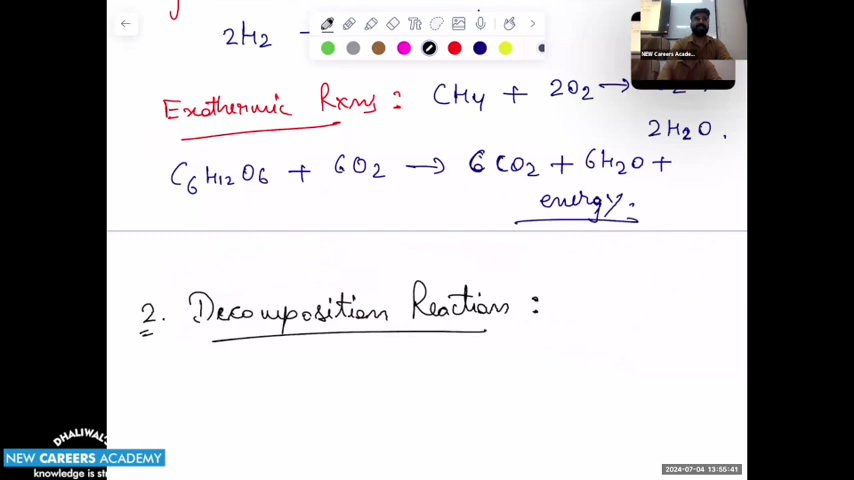 2H2
NEW Careers Acade...
Exothermic Rxns : CH4 + 2O2 →
2H2O.
C6H12O6 + 6O2 → 6CO2 + 6H2O +
energy.
2. Decomposition Reactions :
DHALIWAL'S
NEW CAREERS ACADEMY
knowledge is st
2024-07-04 13:55:41